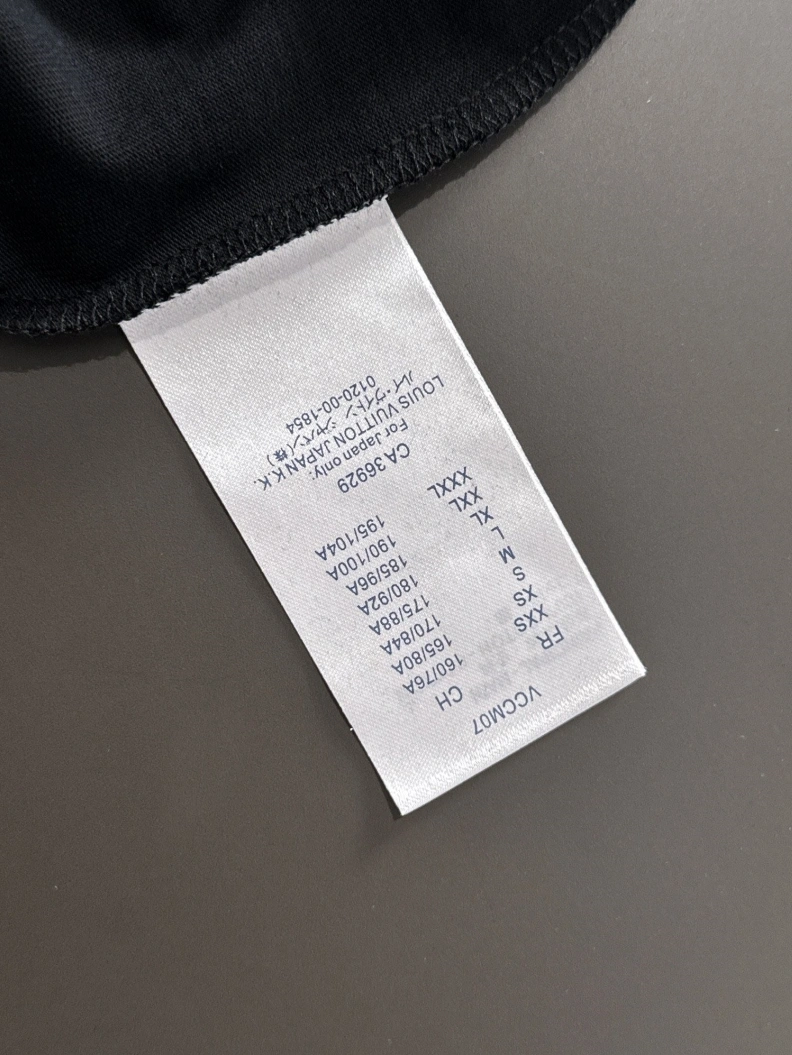 VCCM07
FR CH
XXS 160/76A
XS 165/80A
S 170/84A
M 175/88A
L 180/92A
XL 185/96A
XXL 190/100A
XXXL 195/104A
CA 36929
For Japan only:
LOUIS VUITTON JAPAN K.K.
ルイ・ヴィトン ジャパン(株)
0120-00-1854